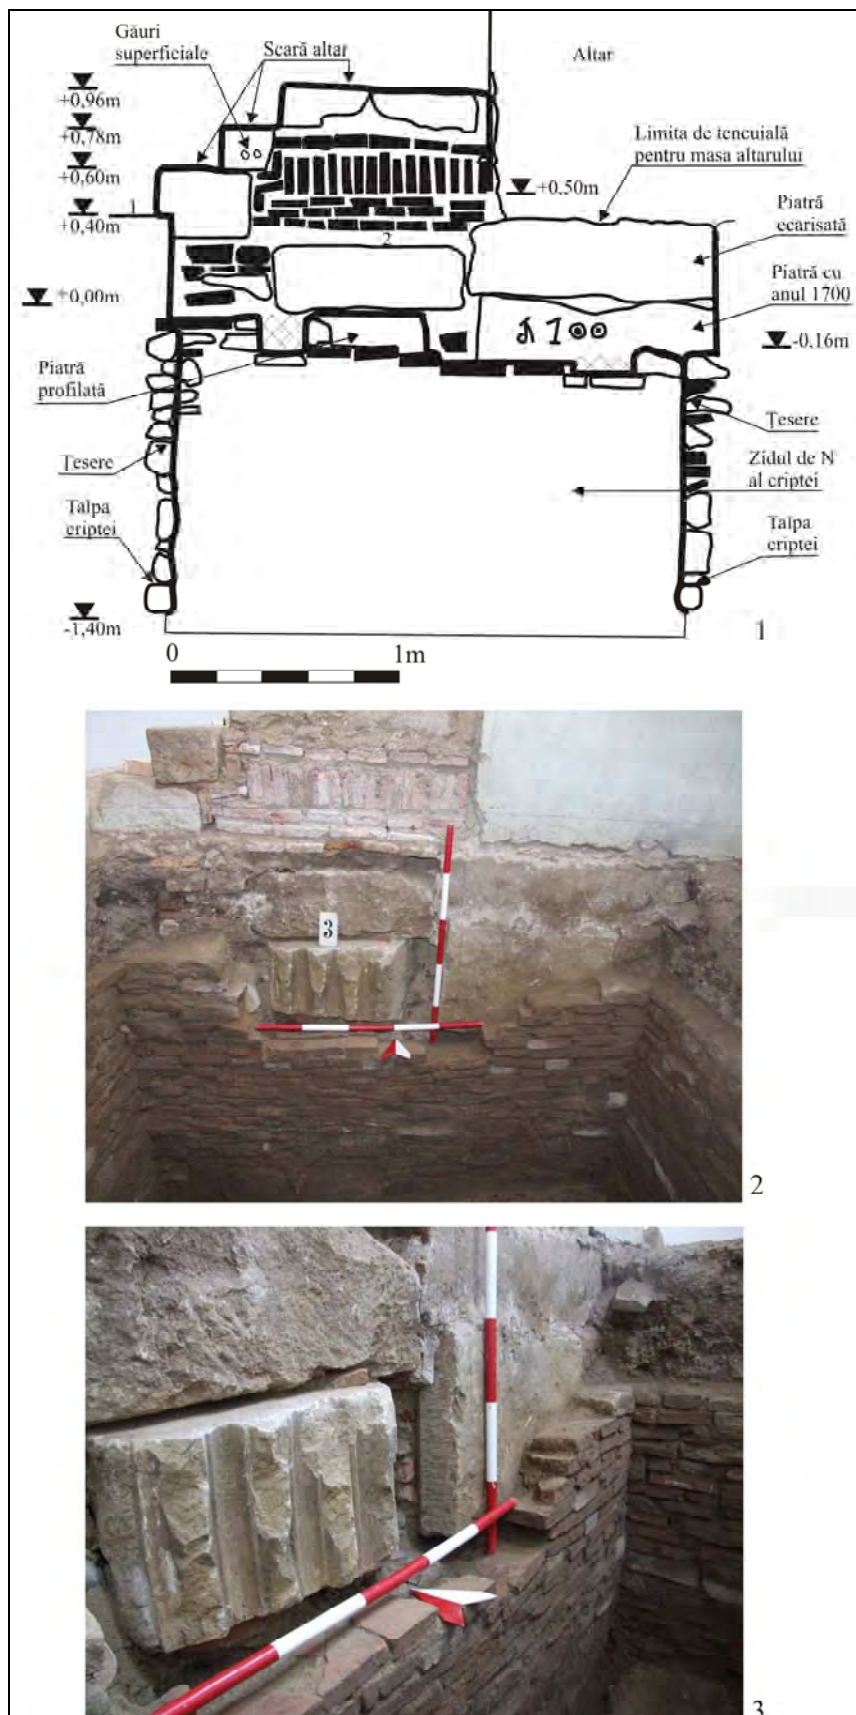 Găuri
superficiale
Scară altar
Altar
+0,96m
+0,78m
+0,60m
+0,40m
1
Limita de tencuială
pentru masa altarului
+0,50m
Piatră
ecarisată
2
Piatră cu
anul 1700
+0,00m
-0,16m
Piatră
profilată
Țesere
Țesere
Zidul de N
al criptei
Talpa
criptei
Talpa
criptei
-1,40m
1
0 1m
3
2
3